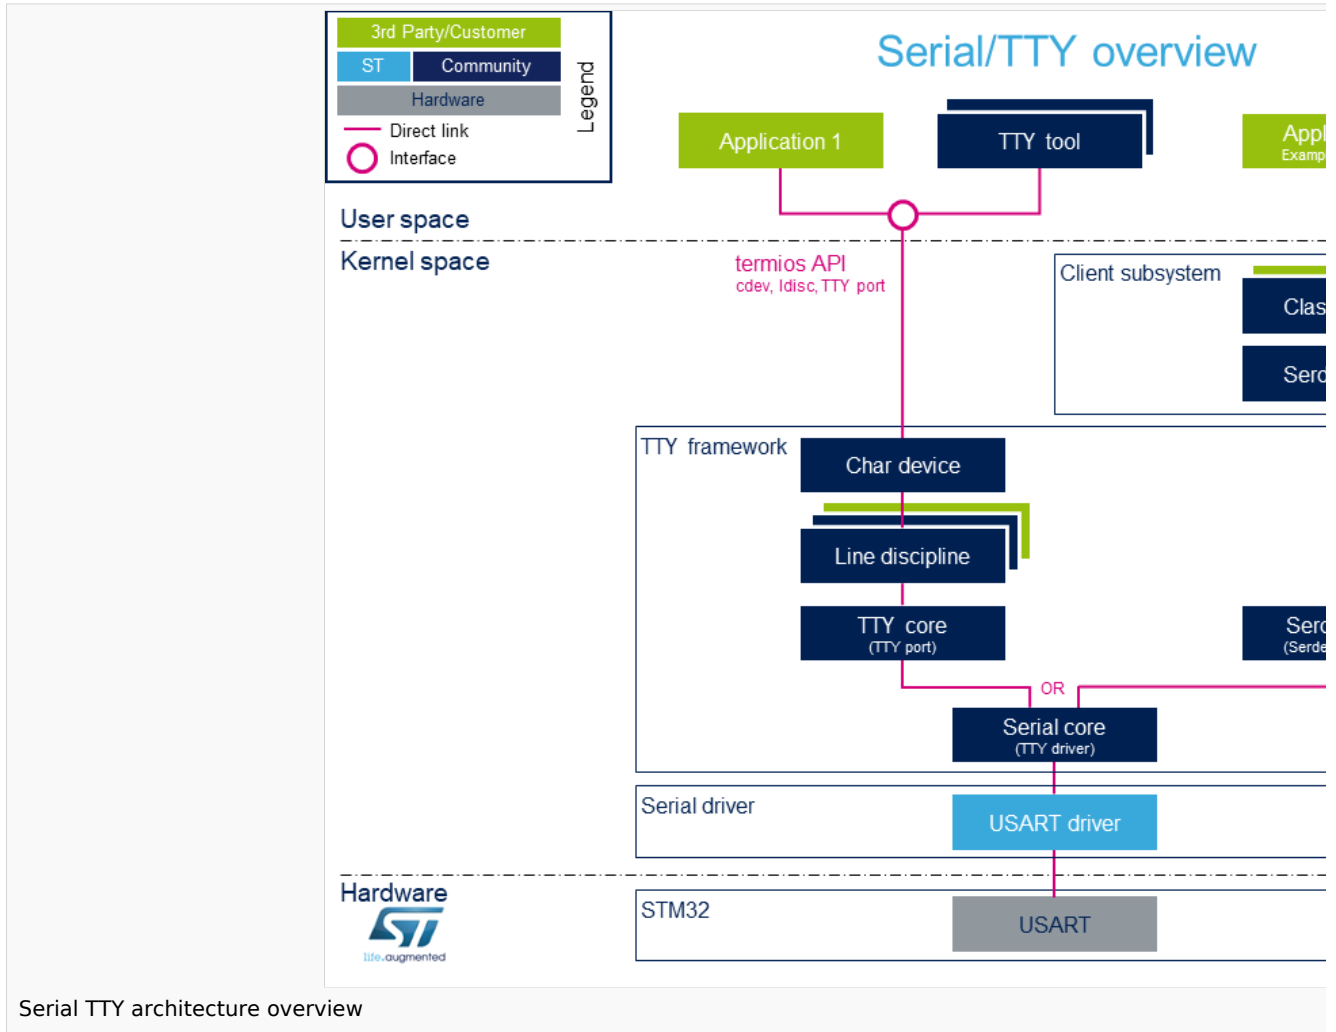 3rd Party/Customer
ST
Community
Hardware
Direct link
Interface
Legend
Serial/TTY overview
Application 1
TTY tool
User space
Kernel space
termios API
cdev, ldisc, TTY port
Client subsystem
TTY framework
Char device
Line discipline
TTY core
(TTY port)
OR
Serial core
(TTY driver)
Serial driver
USART driver
Hardware
STM32
USART
ST
life.augmented
Serial TTY architecture overview